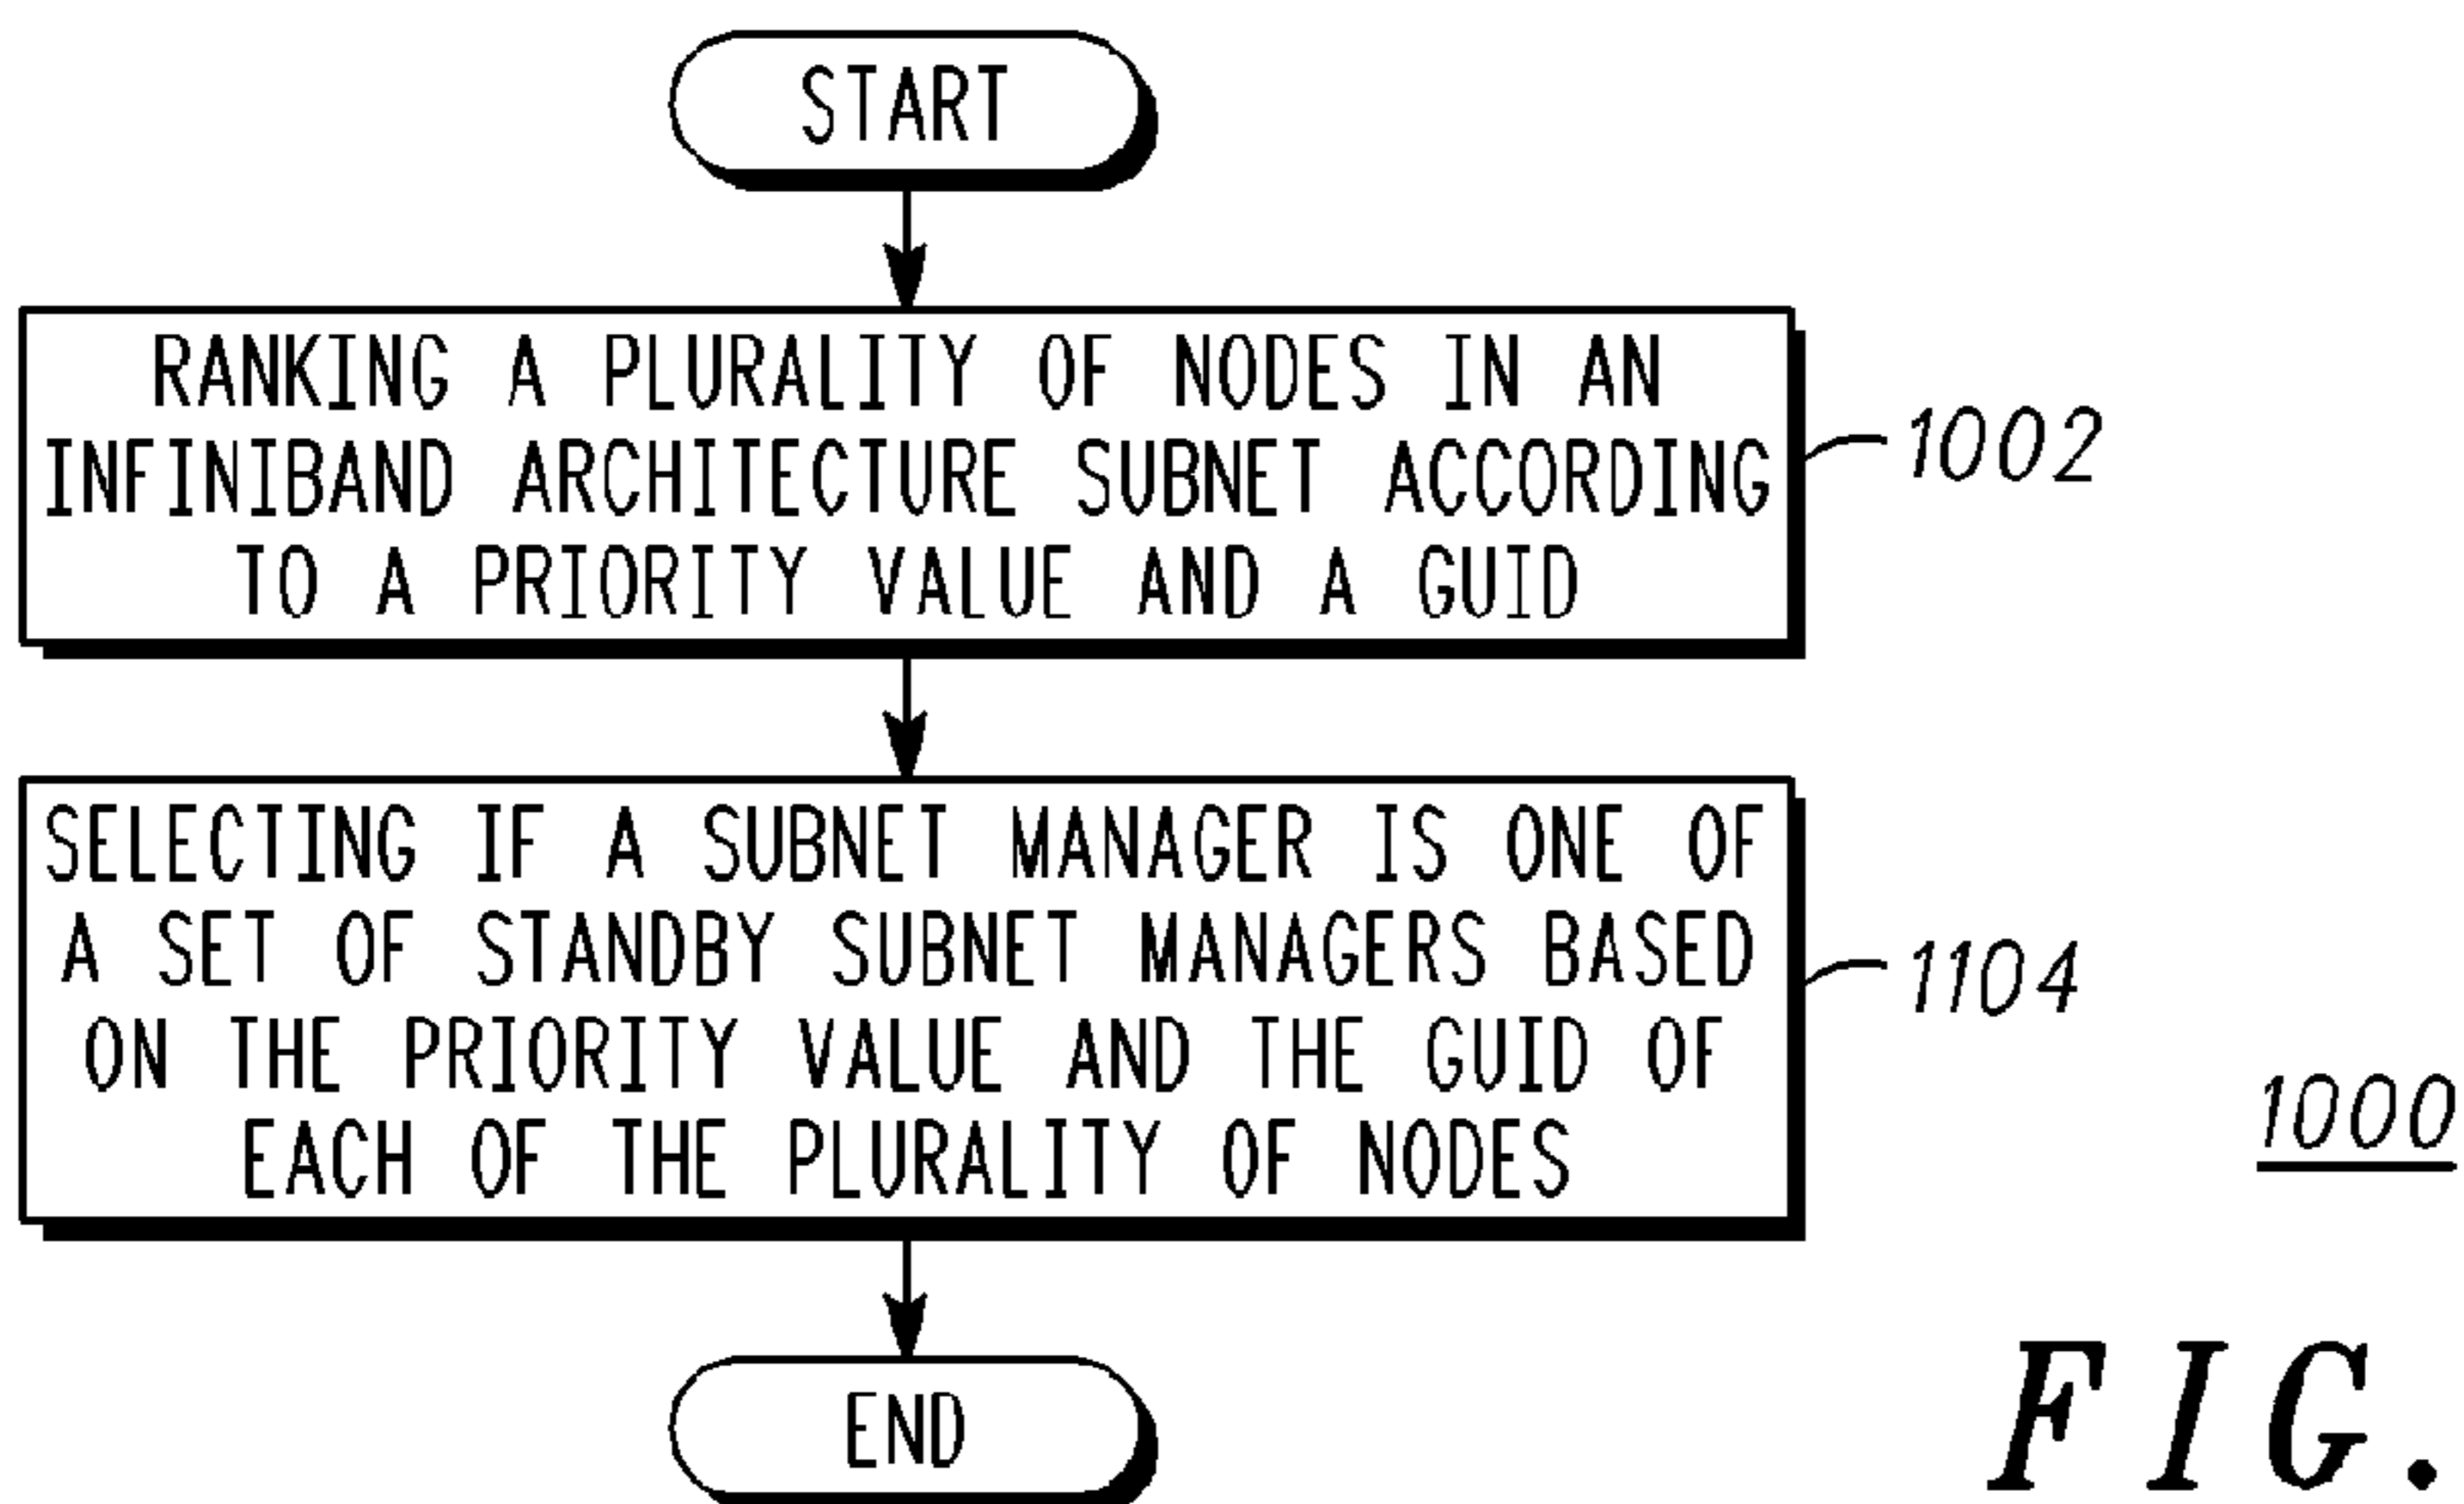 START
RANKING A PLURALITY OF NODES IN AN
INFINIBAND ARCHITECTURE SUBNET ACCORDING
TO A PRIORITY VALUE AND A GUID
1002
SELECTING IF A SUBNET MANAGER IS ONE OF
A SET OF STANDBY SUBNET MANAGERS BASED
ON THE PRIORITY VALUE AND THE GUID OF
EACH OF THE PLURALITY OF NODES
1104
1000
END
FIG.